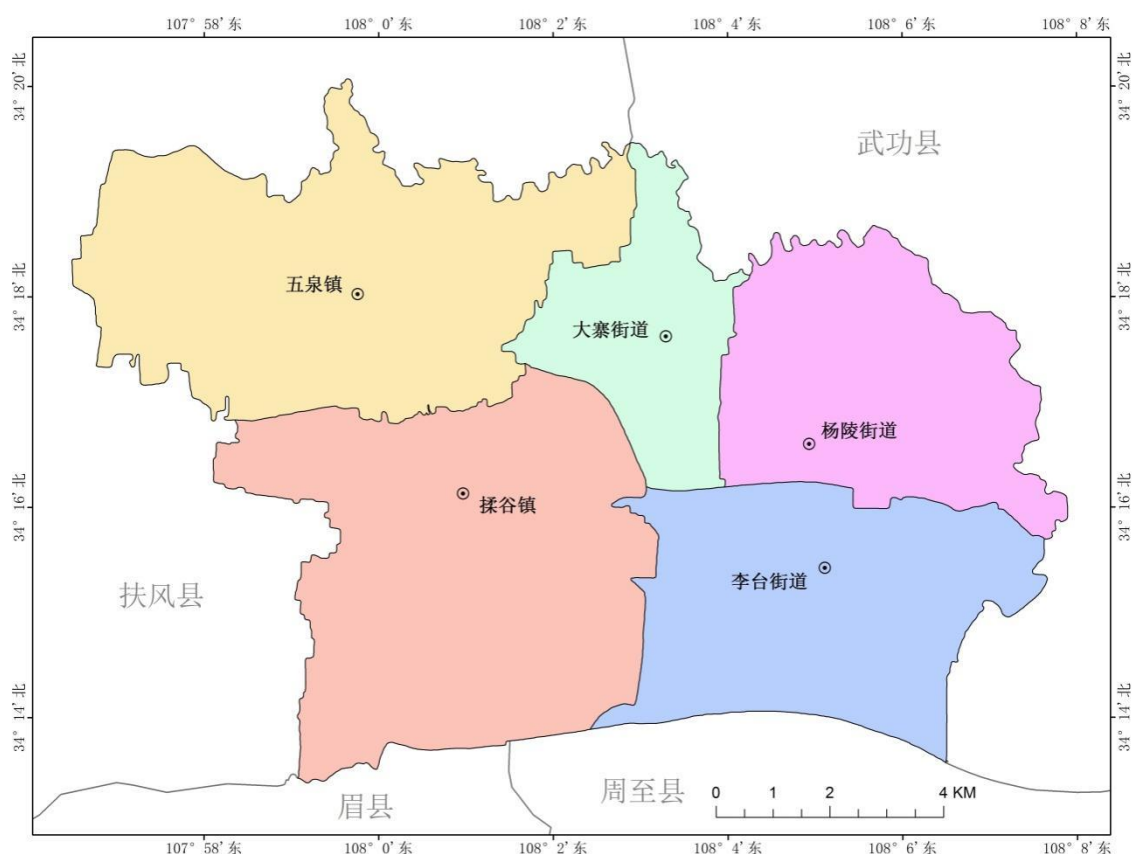 107° 58' 东
108° 0' 东
108° 2' 东
108° 4' 东
108° 6' 东
108° 8' 东
34° 20' 北
34° 20' 北
武功县
五泉镇
34° 18' 北
34° 18' 北
大寨街道
杨陵街道
揉谷镇
34° 16' 北
34° 16' 北
李台街道
扶风县
34° 14' 北
34° 14' 北
周至县
眉县
0 1 2 4 KM
107° 58' 东
108° 0' 东
108° 2' 东
108° 4' 东
108° 6' 东
108° 8' 东